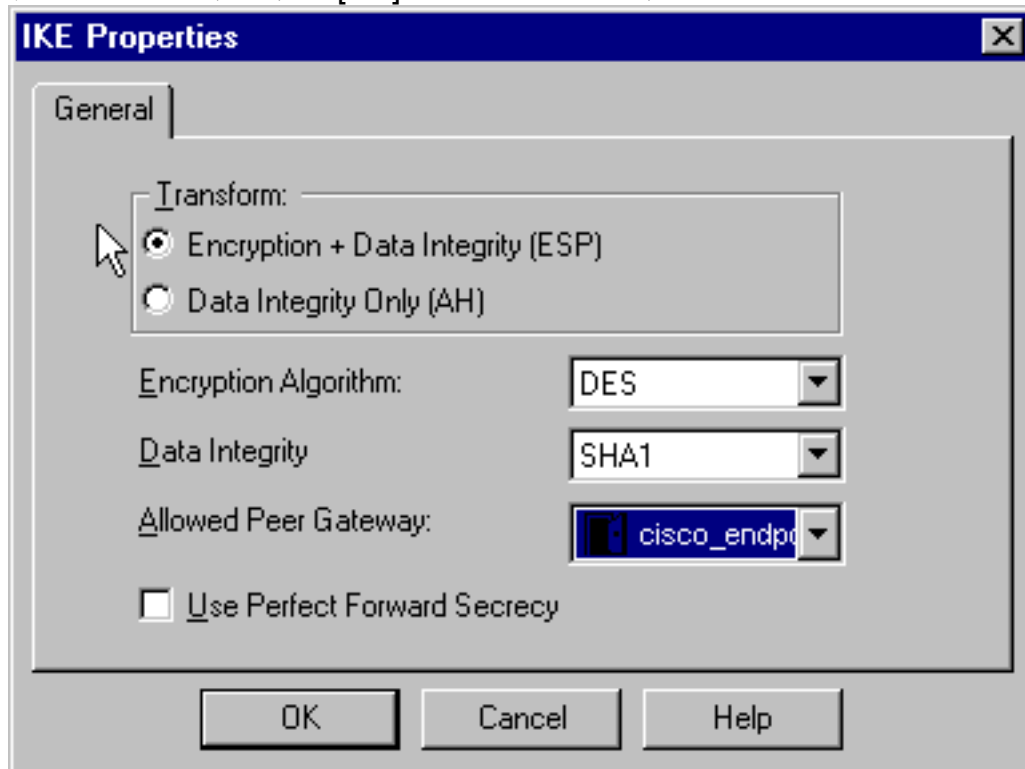 IKE Properties
General
Transform:
Encryption + Data Integrity (ESP)
Data Integrity Only (AH)
Encryption Algorithm:
DES
Data Integrity
SHA1
Allowed Peer Gateway:
cisco_endpo
Use Perfect Forward Secrecy
OK
Cancel
Help